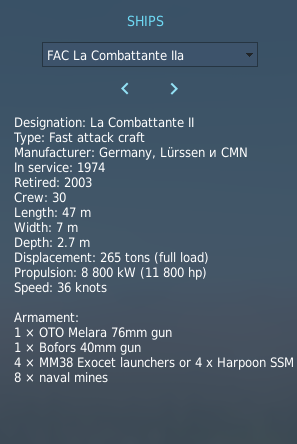 SHIPS
FAC La Combattante IIa
Designation: La Combattante II
Type: Fast attack craft
Manufacturer: Germany, Lürssen и CMN
In service: 1974
Retired: 2003
Crew: 30
Length: 47 m
Width: 7 m
Depth: 2.7 m
Displacement: 265 tons (full load)
Propulsion: 8 800 kW (11 800 hp)
Speed: 36 knots
Armament:
1 × OTO Melara 76mm gun
1 × Bofors 40mm gun
4 × MM38 Exocet launchers or 4 x Harpoon SSM
8 × naval mines